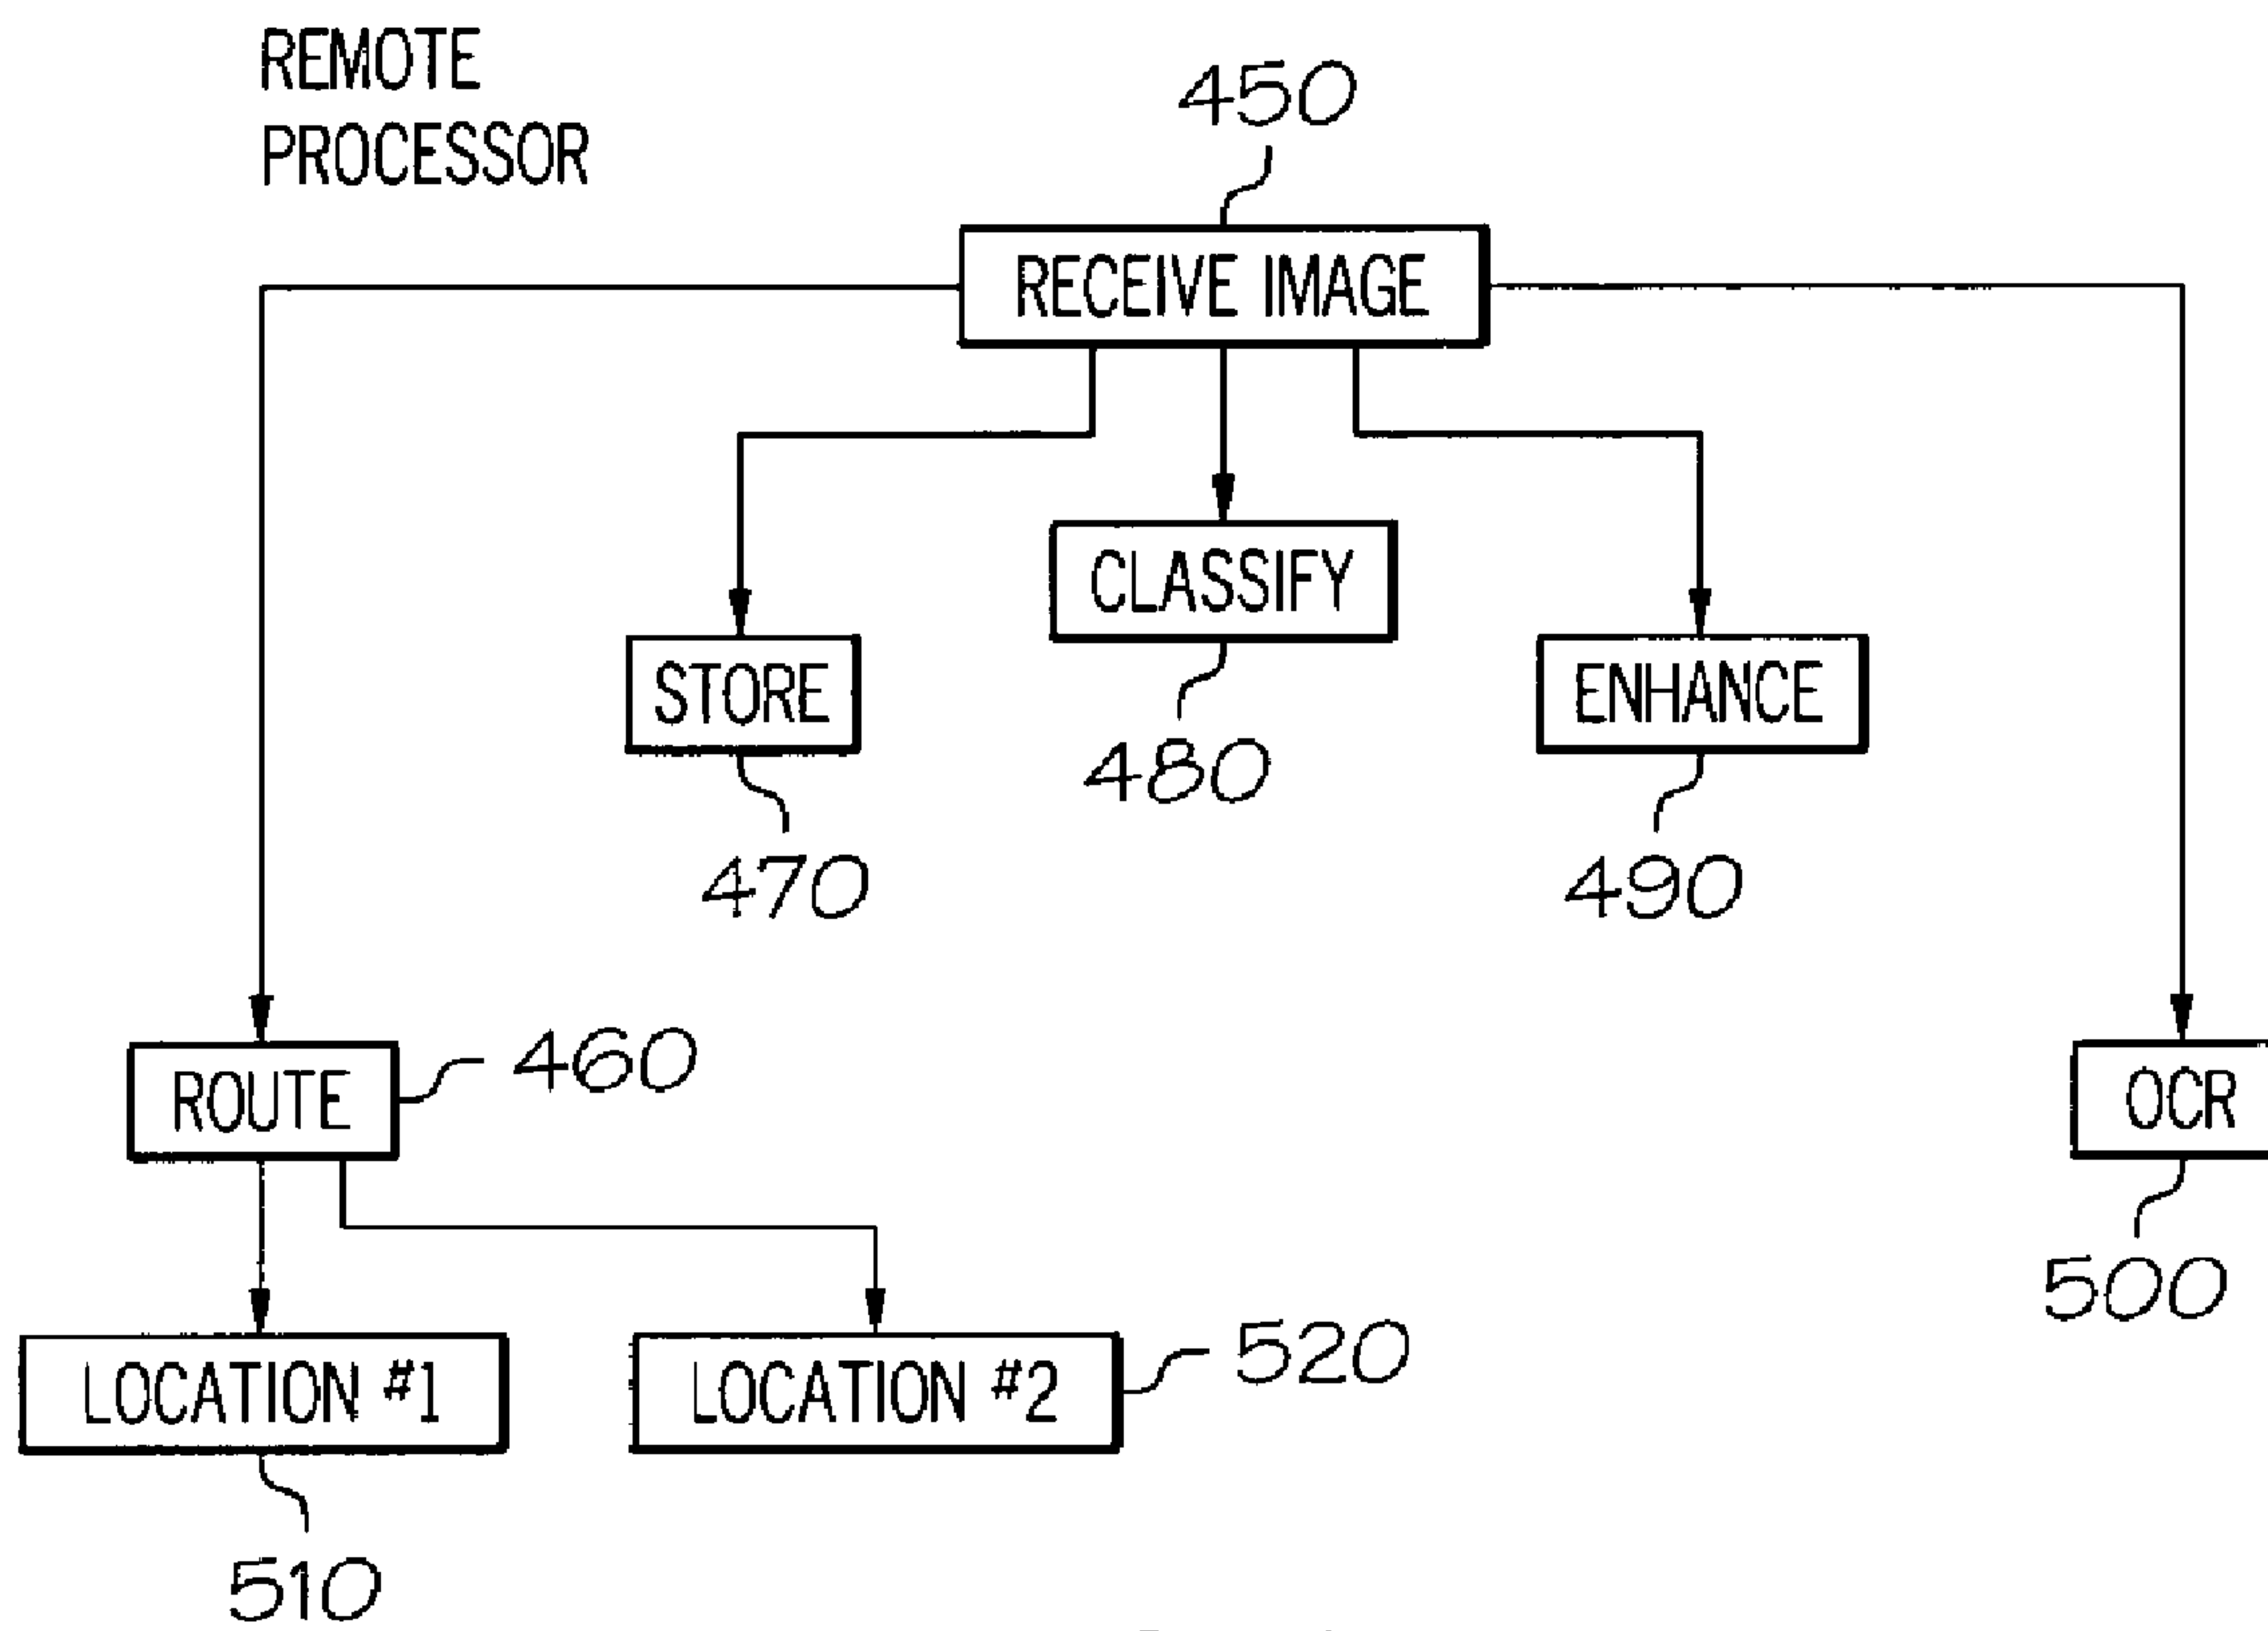 REMOTE
PROCESSOR
450
RECEIVE IMAGE
CLASSIFY
STORE
ENHANCE
480
470
490
ROUTE
460
OCR
500
LOCATION #1
LOCATION #2
520
510